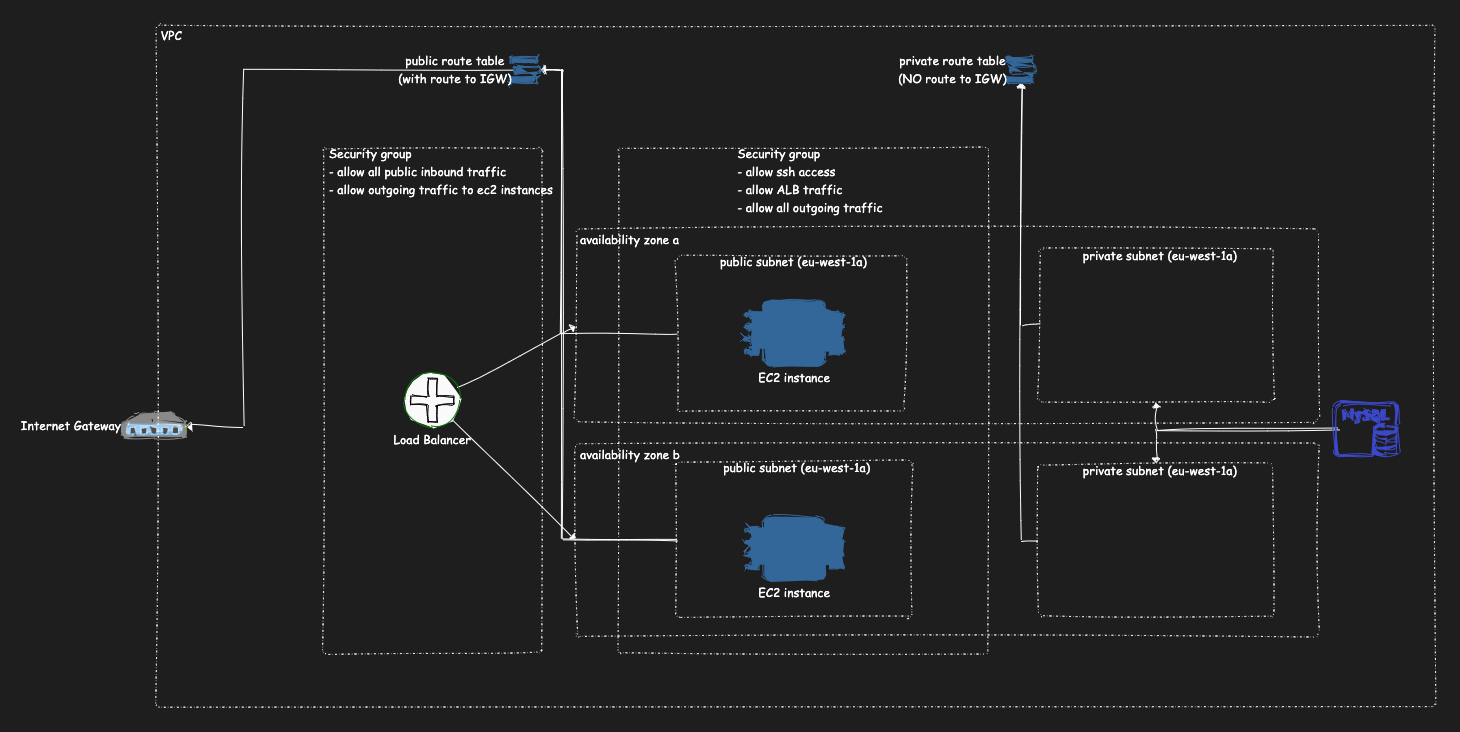 VPC
public route table
(with route to IGW)
private route table
(NO route to IGW)
Security group
- allow all public inbound traffic
- allow outgoing traffic to ec2 instances
Security group
- allow ssh access
- allow ALB traffic
- allow all outgoing traffic
availability zone a
public subnet (eu-west-1a)
private subnet (eu-west-1a)
EC2 instance
Internet Gateway
Load Balancer
MySQL
availability zone b
public subnet (eu-west-1a)
private subnet (eu-west-1a)
EC2 instance